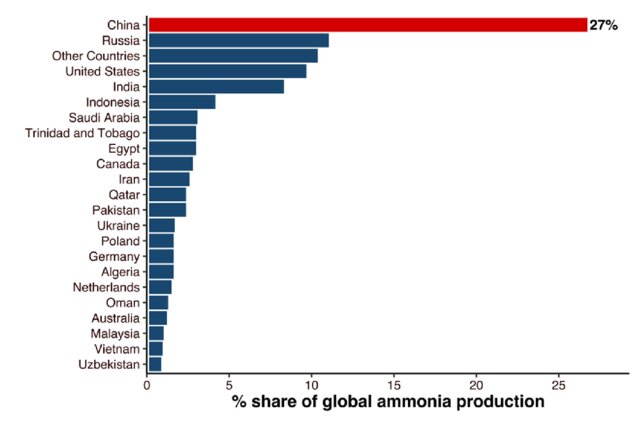 China
27%
Russia
Other Countries
United States
India
Indonesia
Saudi Arabia
Trinidad and Tobago
Egypt
Canada
Iran
Qatar
Pakistan
Ukraine
Poland
Germany
Algeria
Netherlands
Oman
Australia
Malaysia
Vietnam
Uzbekistan
0 5 10 15 20 25
% share of global ammonia production